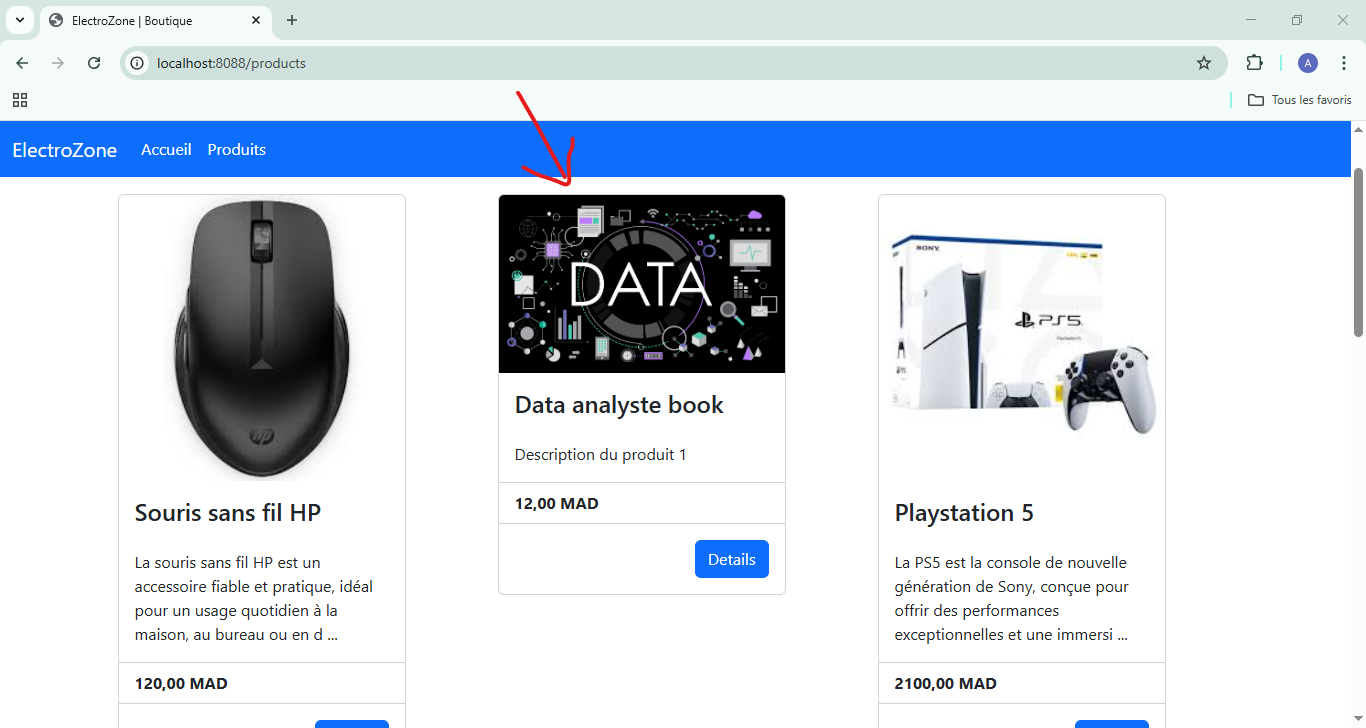 ElectroZone | Boutique
localhost:8088/products
A
Tous les favoris
ElectroZone Accueil Produits
hp
Souris sans fil HP
La souris sans fil HP est un
accessoire fiable et pratique, idéal
pour un usage quotidien à la
maison, au bureau ou en d ...
120,00 MAD
DATA
Data analyste book
Description du produit 1
12,00 MAD
Details
SONY
PS5
Playstation 5
La PS5 est la console de nouvelle
génération de Sony, conçue pour
offrir des performances
exceptionnelles et une immersi ...
2100,00 MAD